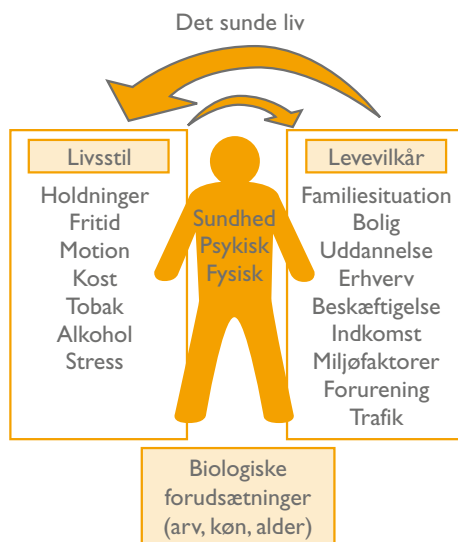 Det sunde liv
Livsstil
Holdninger
Fritid
Motion
Kost
Tobak
Alkohol
Stress
Sundhed
Psykisk
Fysisk
Levevilkår
Familiesituation
Bolig
Uddannelse
Erhverv
Beskæftigelse
Indkomst
Miljøfaktorer
Forurening
Trafik
Biologiske
forudsætninger
(arv, køn, alder)